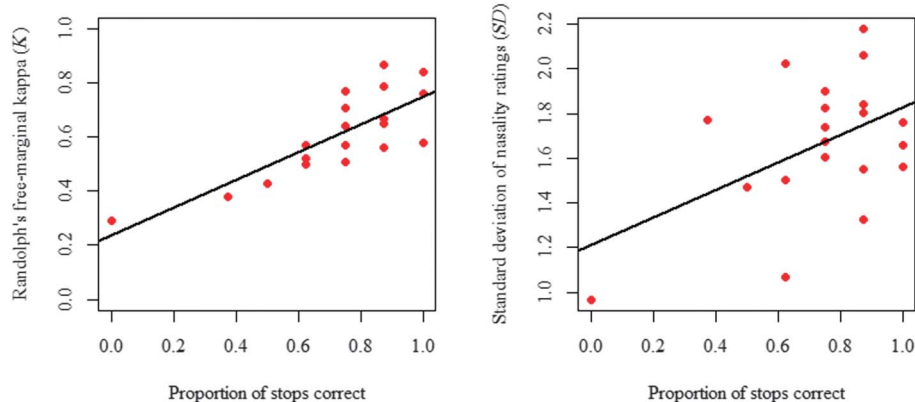 Randolph's free-marginal kappa (K)
1.0
0.8
0.6
0.4
0.2
0.0
0.0 0.2 0.4 0.6 0.8 1.0
Proportion of stops correct
Standard deviation of nasality ratings (SD)
2.2
2.0
1.8
1.6
1.4
1.2
1.0
0.0 0.2 0.4 0.6 0.8 1.0
Proportion of stops correct